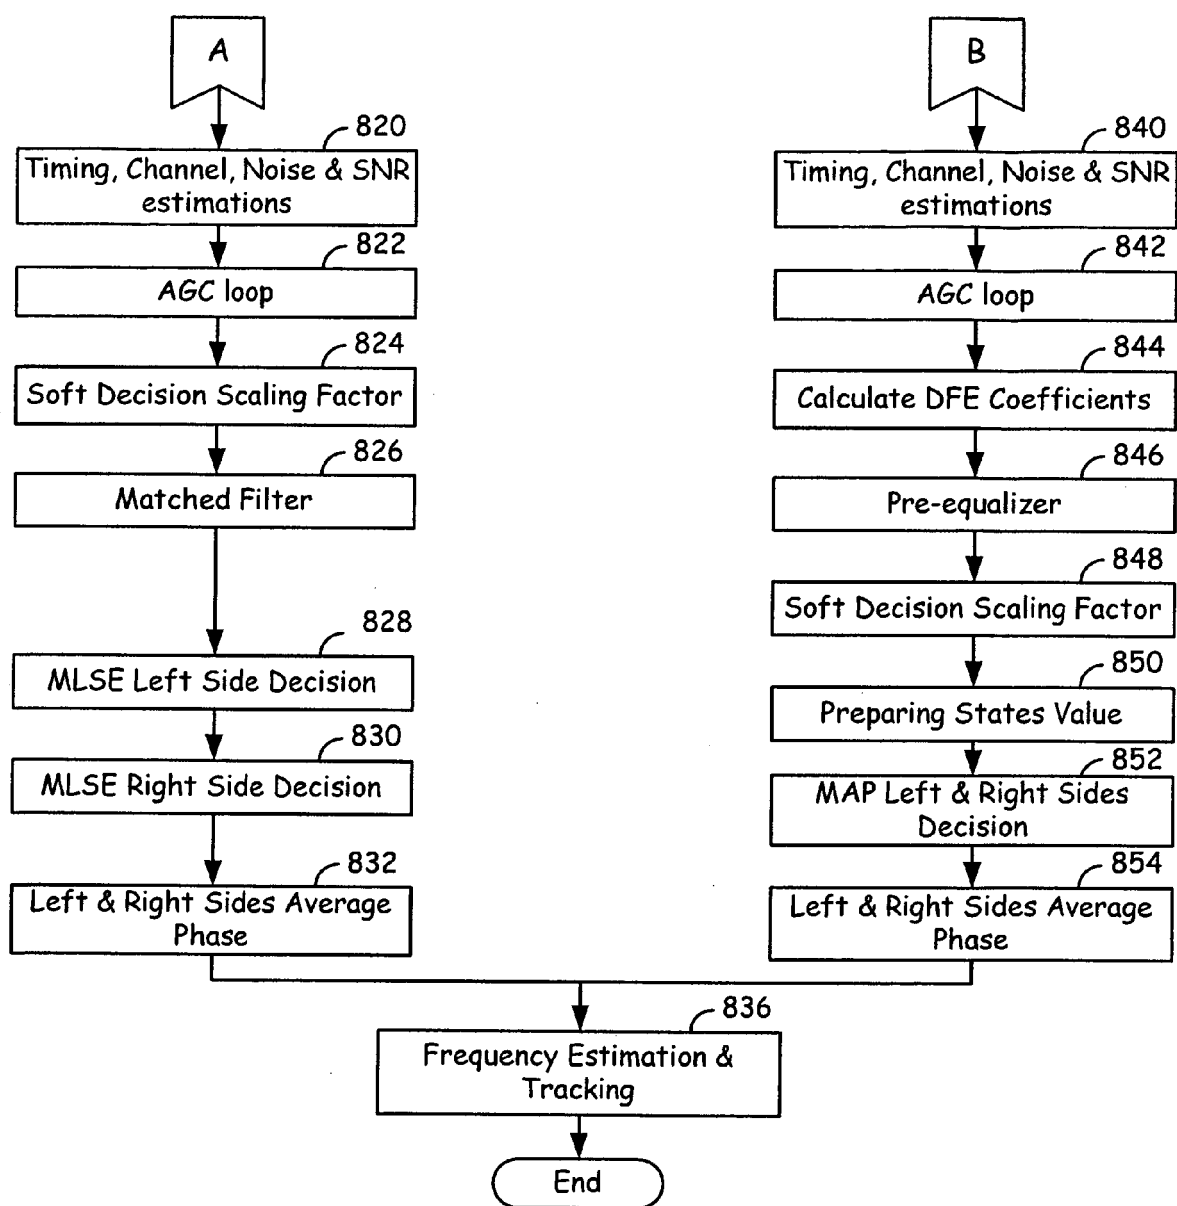 A
820
Timing, Channel, Noise & SNR
estimations
822
AGC loop
824
Soft Decision Scaling Factor
826
Matched Filter
828
MLSE Left Side Decision
830
MLSE Right Side Decision
832
Left & Right Sides Average
Phase
B
840
Timing, Channel, Noise & SNR
estimations
842
AGC loop
844
Calculate DFE Coefficients
846
Pre-equalizer
848
Soft Decision Scaling Factor
850
Preparing States Value
852
MAP Left & Right Sides
Decision
854
Left & Right Sides Average
Phase
836
Frequency Estimation &
Tracking
End